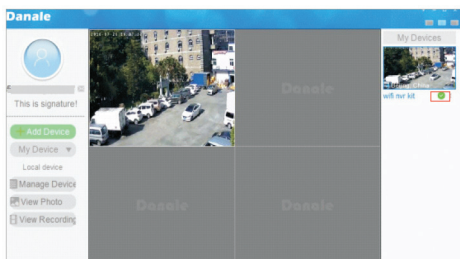 Danale
My Devices
This is signature!
+ Add Device
My Device
Local device
Manage Device
View Photo
View Recording
Danale
Danale
Danale
wifi nvr kit